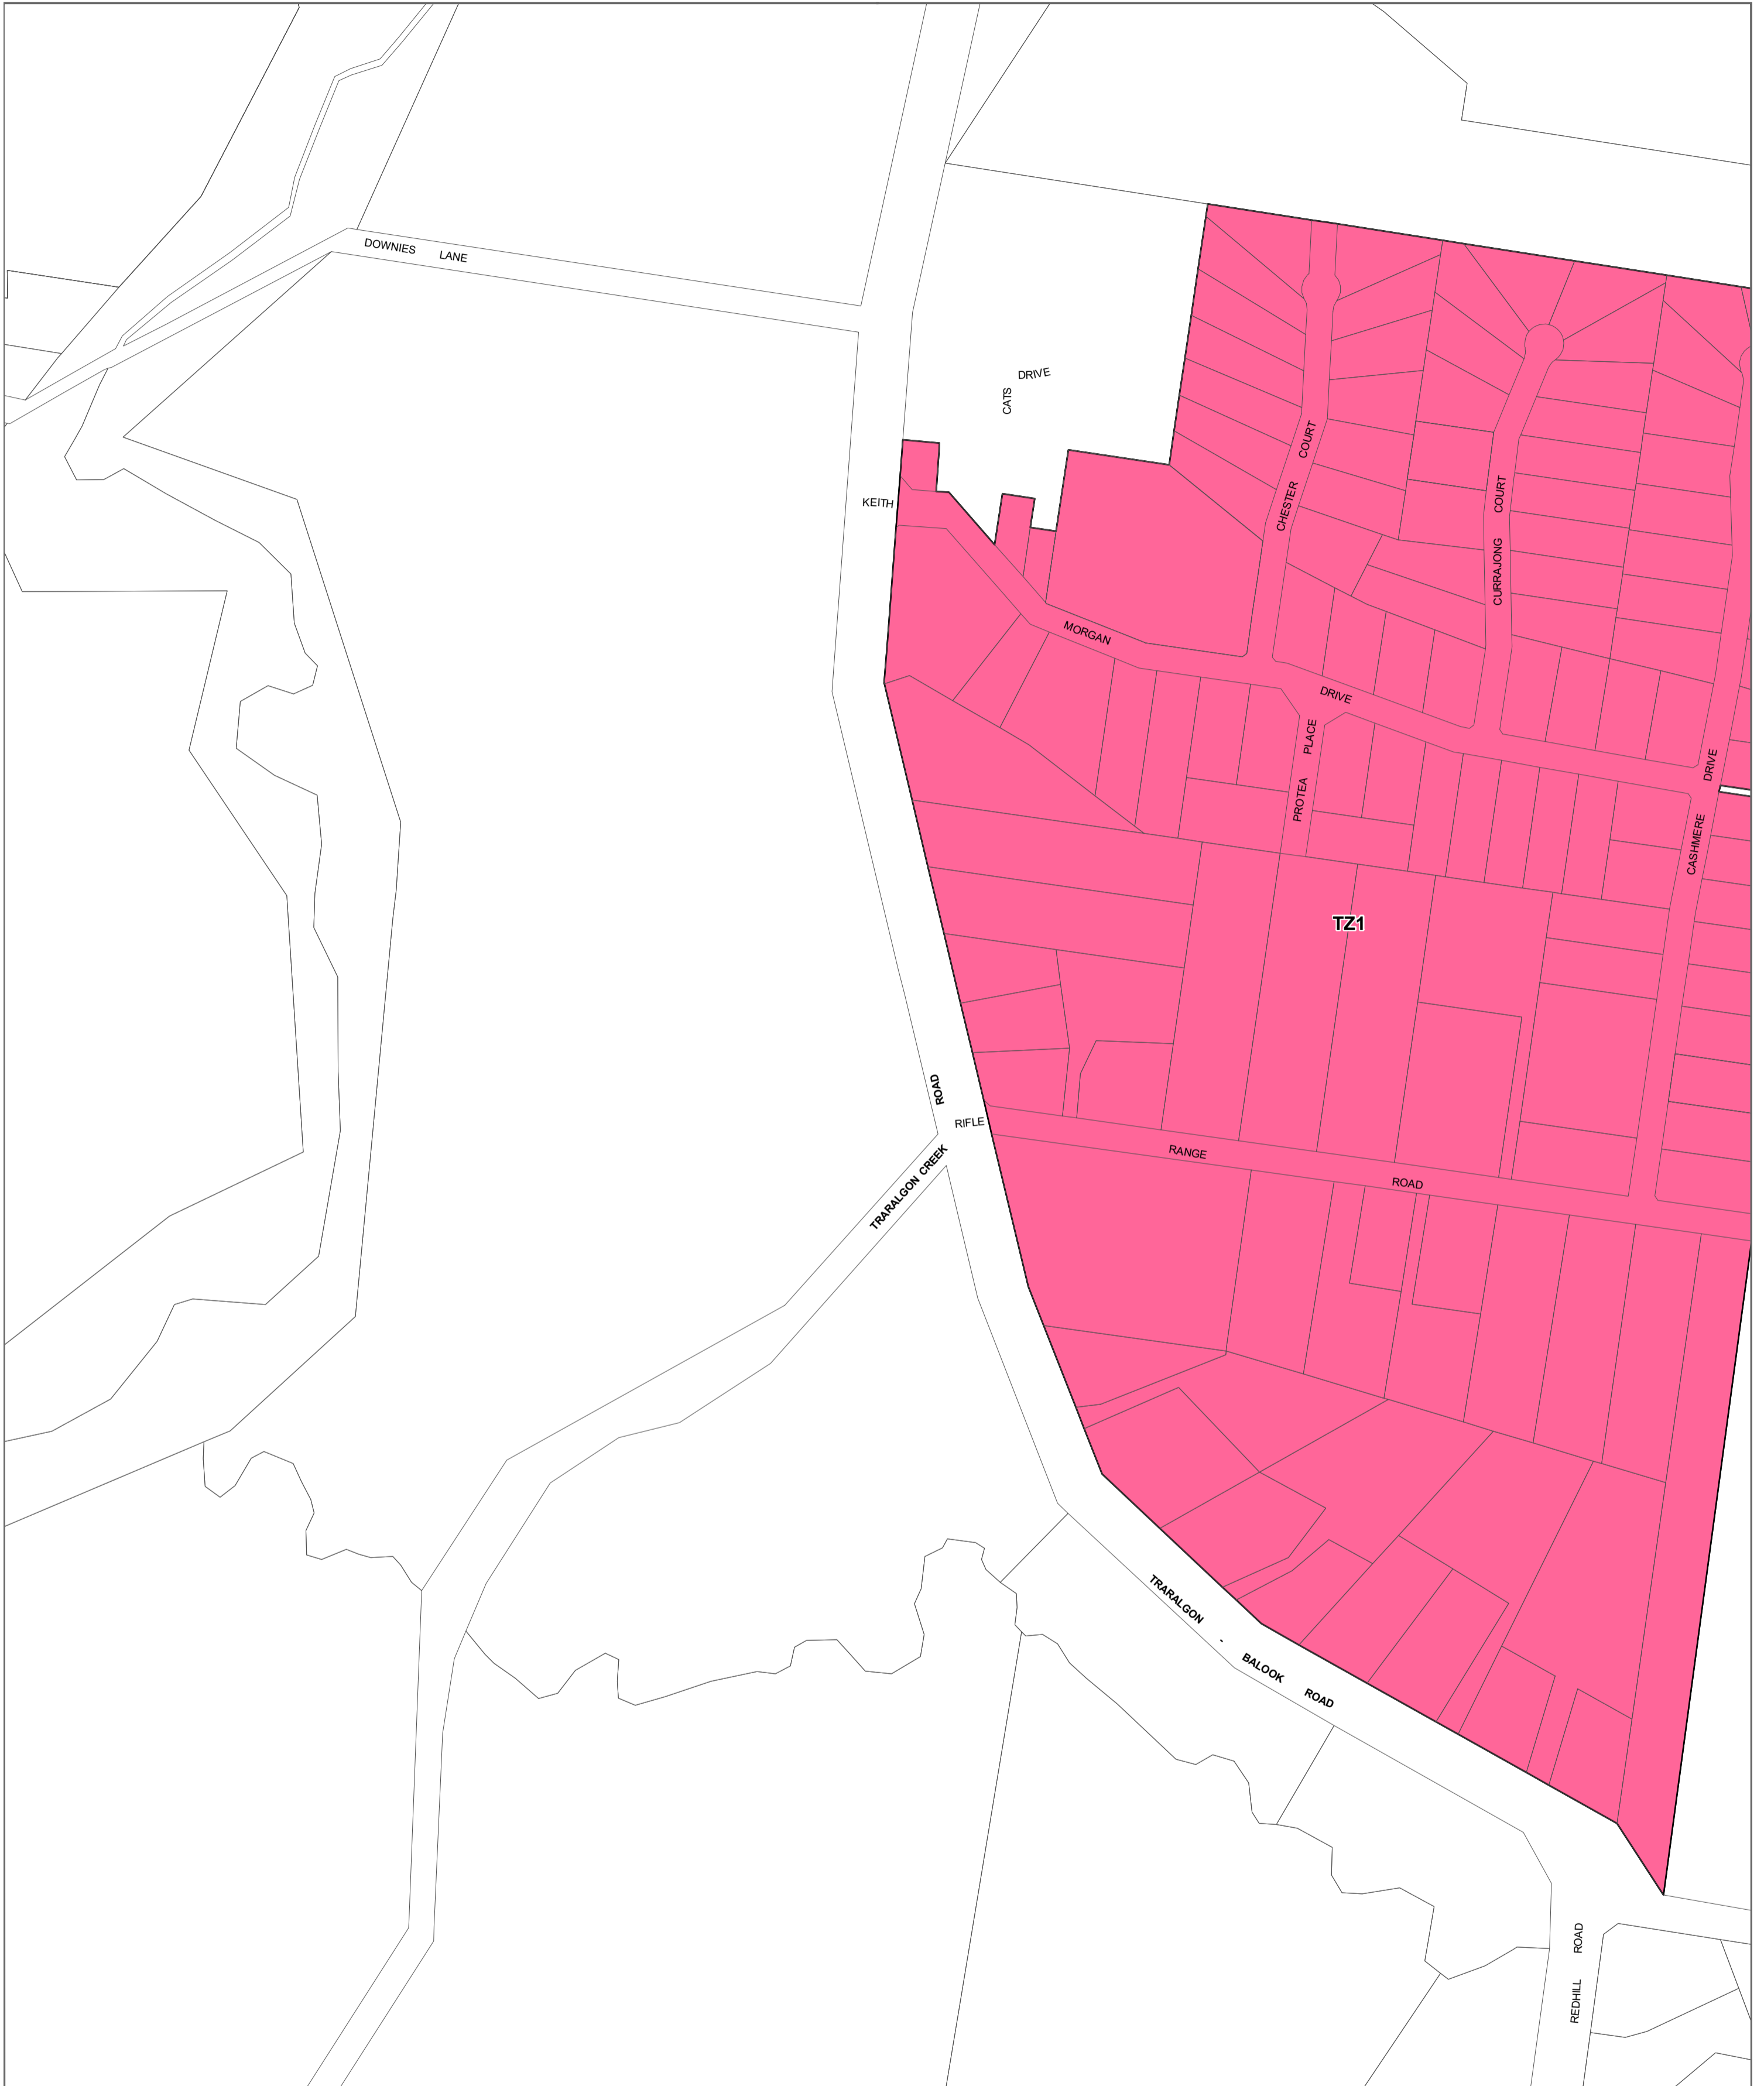 DOWNIES LANE
CATS DRIVE
KEITH
MORGAN DRIVE
CHESTER COURT
CURRAJONG COURT
PROTEA PLACE
CASHMERE DRIVE
TZ1
ROAD
RIFLE RANGE ROAD
TRARALGON CREEK
TRARALGON - BALOOK ROAD
REDHILL ROAD